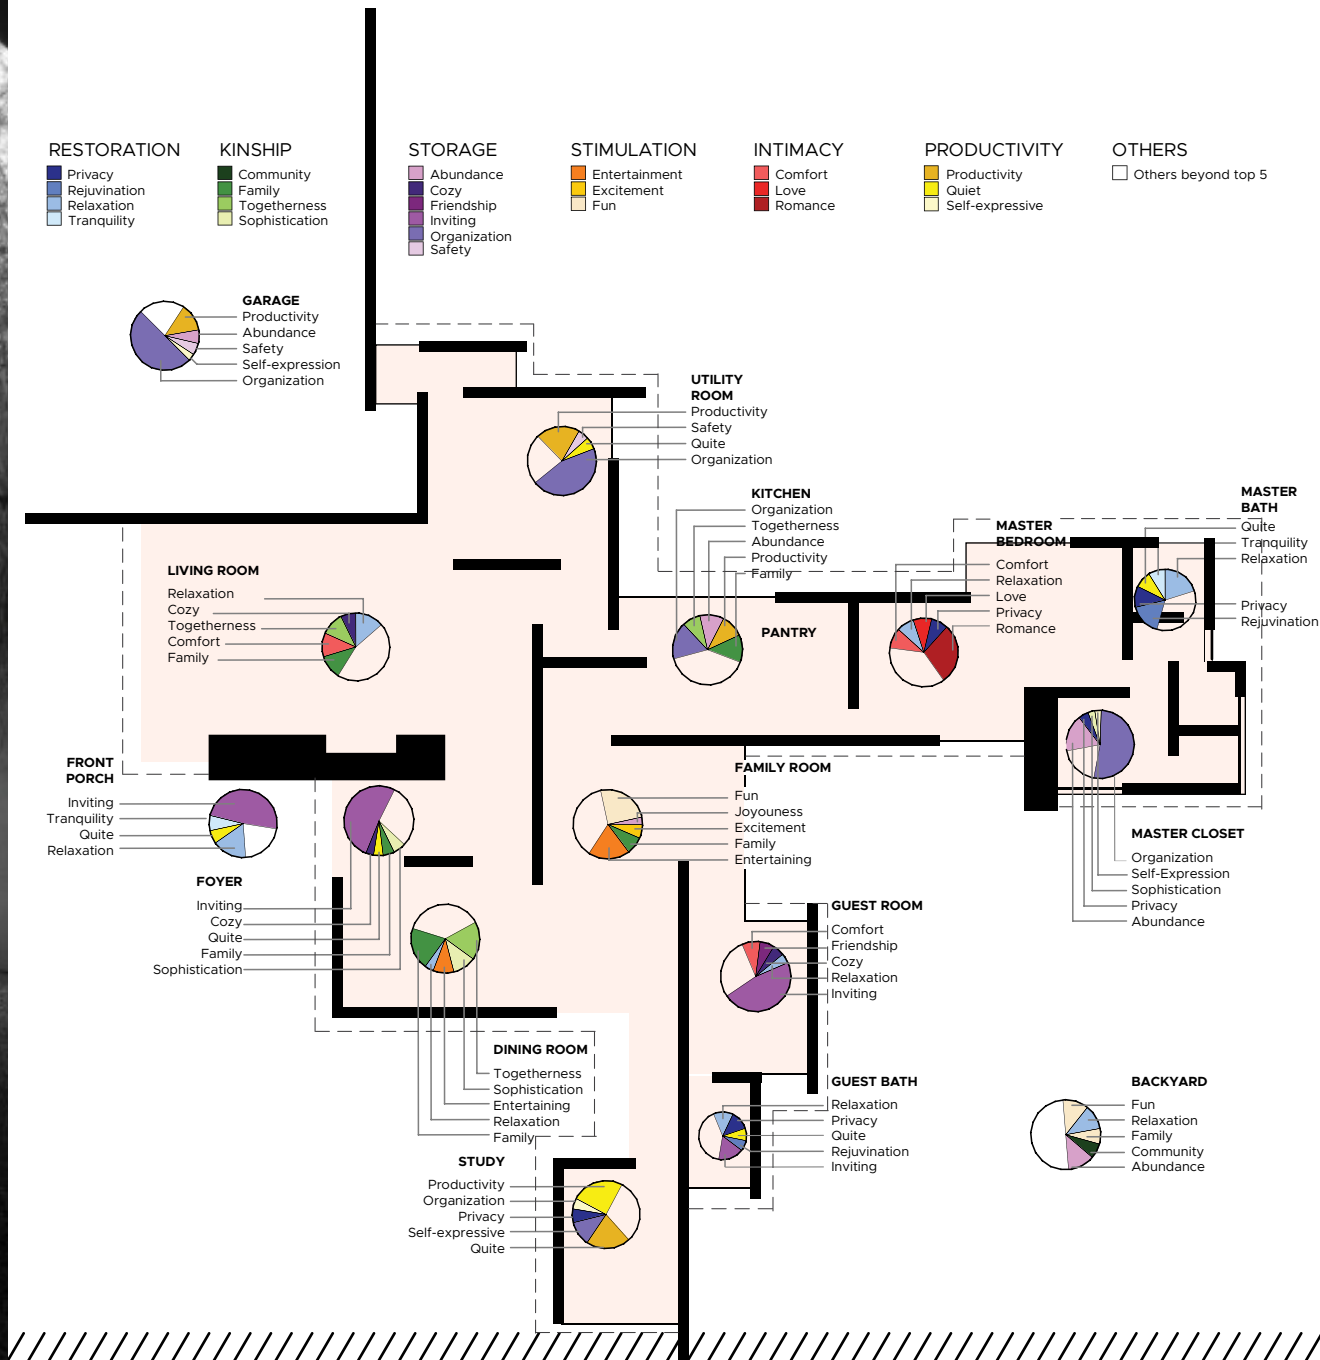 RESTORATION
Privacy
Rejuvination
Relaxation
Tranquility
KINSHIP
Community
Family
Togetherness
Sophistication
STORAGE
Abundance
Cozy
Friendship
Inviting
Organization
Safety
STIMULATION
Entertainment
Excitement
Fun
INTIMACY
Comfort
Love
Romance
PRODUCTIVITY
Productivity
Quiet
Self-expressive
OTHERS
Others beyond top 5
GARAGE
Productivity
Abundance
Safety
Self-expression
Organization
UTILITY
ROOM
Productivity
Safety
Quite
Organization
KITCHEN
Organization
Togetherness
Abundance
Productivity
Family
PANTRY
MASTER
BEDROOM
Comfort
Relaxation
Love
Privacy
Romance
MASTER
BATH
Quite
Tranquility
Relaxation
Privacy
Rejuvination
LIVING ROOM
Relaxation
Cozy
Togetherness
Comfort
Family
FRONT
PORCH
Inviting
Tranquility
Quite
Relaxation
FAMILY ROOM
Fun
Joyouness
Excitement
Family
Entertaining
MASTER CLOSET
Organization
Self-Expression
Sophistication
Privacy
Abundance
FOYER
Inviting
Cozy
Quite
Family
Sophistication
GUEST ROOM
Comfort
Friendship
Cozy
Relaxation
Inviting
DINING ROOM
Togetherness
Sophistication
Entertaining
Relaxation
Family
GUEST BATH
Relaxation
Privacy
Quite
Rejuvination
Inviting
BACKYARD
Fun
Relaxation
Family
Community
Abundance
STUDY
Productivity
Organization
Privacy
Self-expressive
Quite